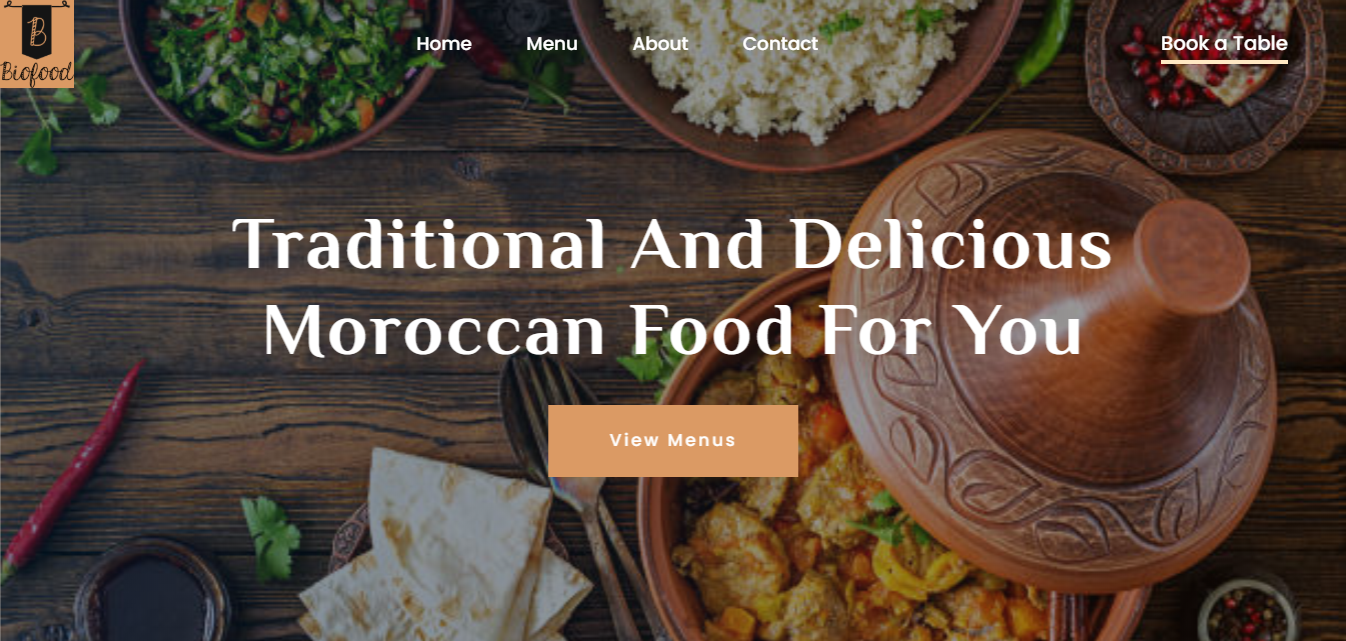 B
Biofood
Home Menu About Contact
Book a Table
Traditional And Delicious
Moroccan Food For You
View Menus